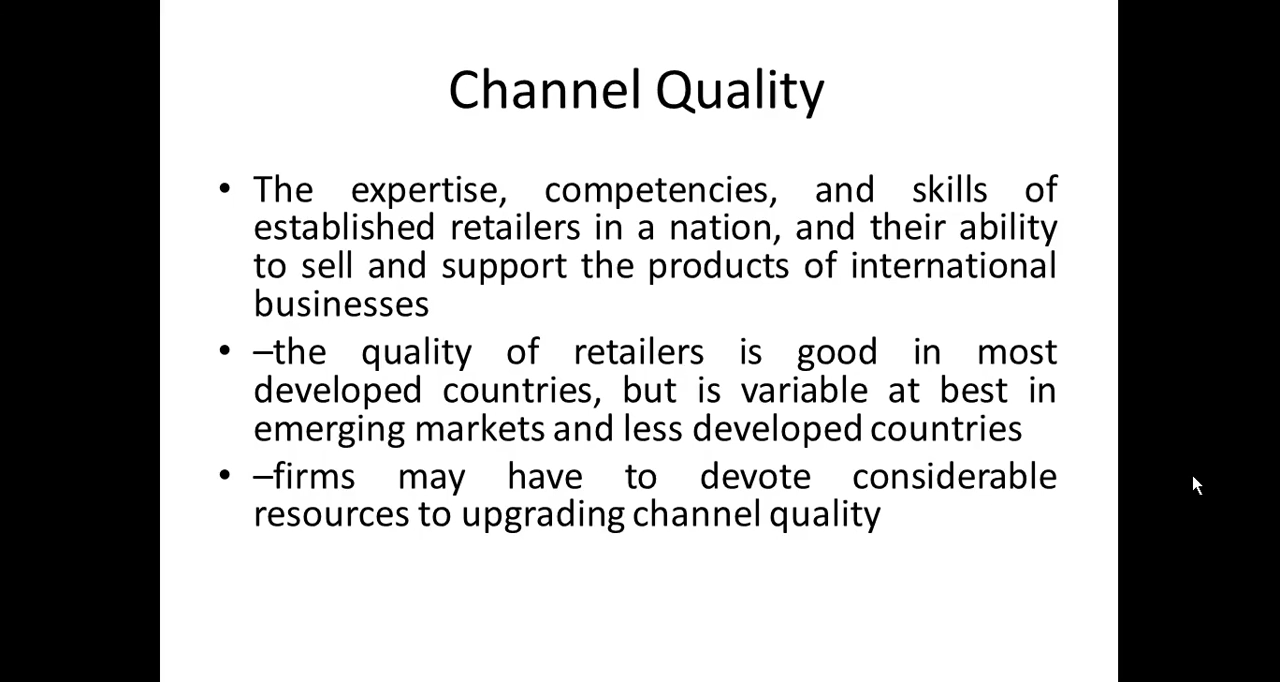 Channel Quality
• The expertise, competencies, and skills of
established retailers in a nation, and their ability
to sell and support the products of international
businesses
• –the quality of retailers is good in most
developed countries, but is variable at best in
emerging markets and less developed countries
• –firms may have to devote considerable
resources to upgrading channel quality